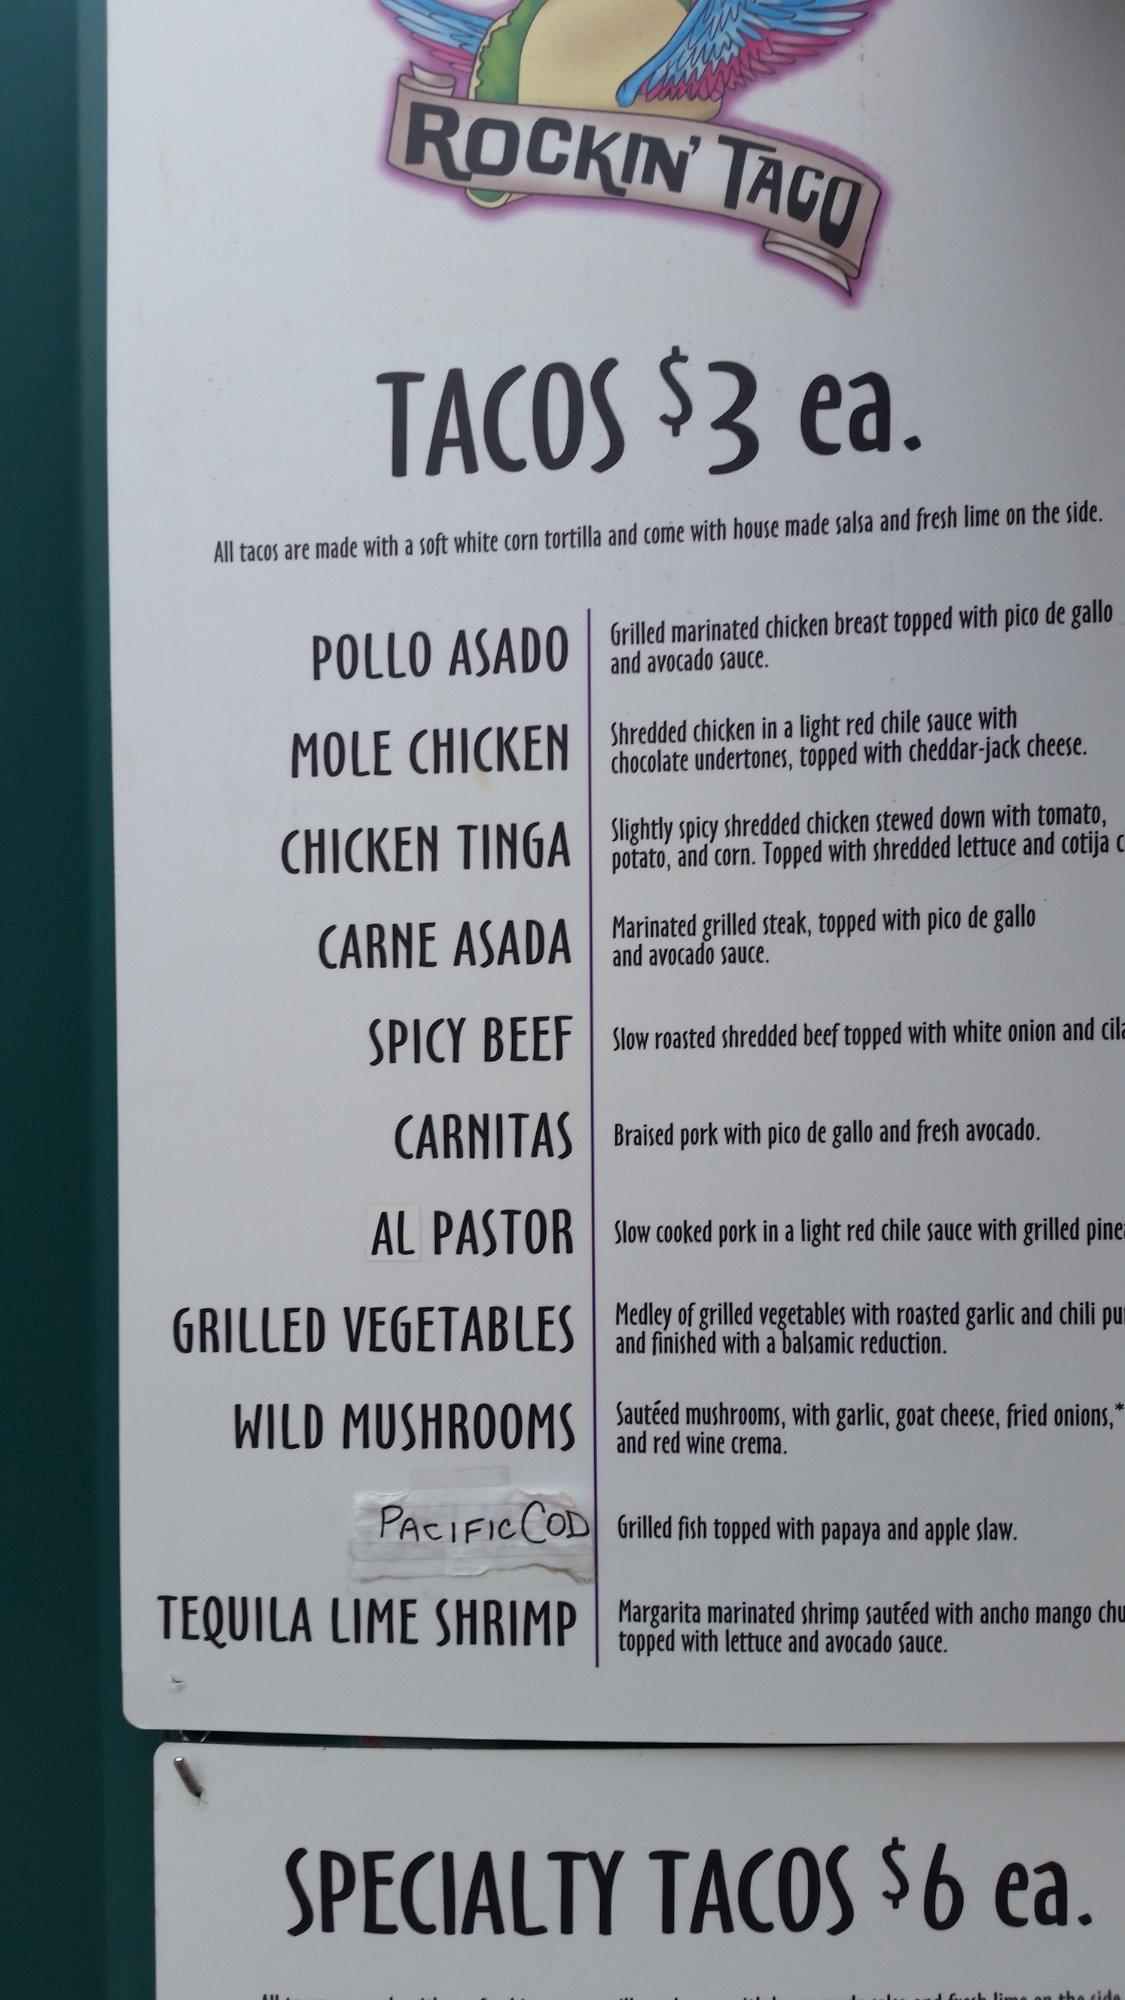 ROCKIN' TACO
TACOS $3 ea.
All tacos are made with a soft white corn tortilla and come with house made salsa and fresh lime on the side.
POLLO ASADO
Grilled marinated chicken breast topped with pico de gallo
and avocado sauce.
MOLE CHICKEN
Shredded chicken in a light red chile sauce with
chocolate undertones, topped with cheddar-jack cheese.
CHICKEN TINGA
Slightly spicy shredded chicken stewed down with tomato,
potato, and corn. Topped with shredded lettuce and cotija
CARNE ASADA
Marinated grilled steak, topped with pico de gallo
and avocado sauce.
SPICY BEEF
Slow roasted shredded beef topped with white onion and
CARNITAS
Braised pork with pico de gallo and fresh avocado.
AL PASTOR
Slow cooked pork in a light red chile sauce with grilled
GRILLED VEGETABLES
Medley of grilled vegetables with roasted garlic and chili
and finished with a balsamic reduction.
WILD MUSHROOMS
Sautéed mushrooms, with garlic, goat cheese, fried onions,*
and red wine crema.
PACIFIC COD
Grilled fish topped with papaya and apple slaw.
TEQUILA LIME SHRIMP
Margarita marinated shrimp sautéed with ancho mango
topped with lettuce and avocado sauce.
SPECIALTY TACOS $6 ea.